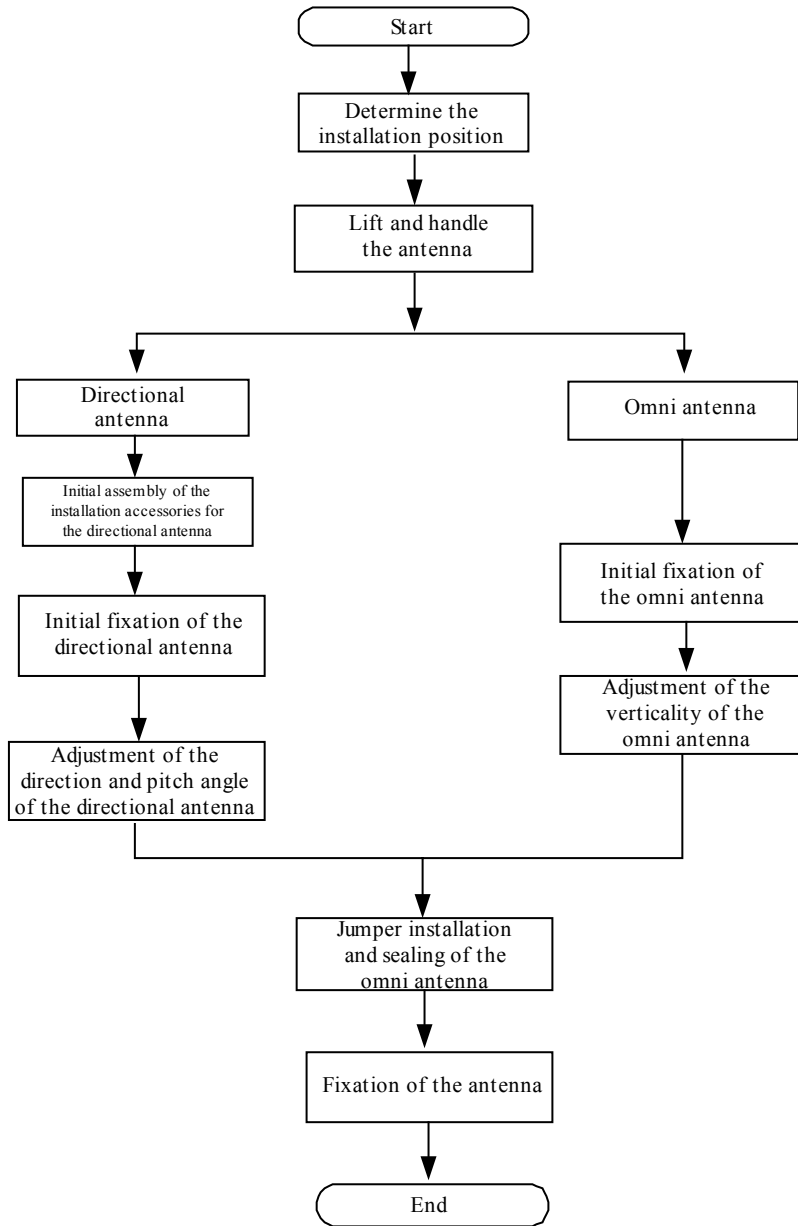 Start
Determine the
installation position
Lift and handle
the antenna
Directional
antenna
Omni antenna
Initial assembly of the
installation accessories for
the directional antenna
Initial fixation of the
directional antenna
Initial fixation of
the omni antenna
Adjustment of the
direction and pitch angle
of the directional antenna
Adjustment of the
verticality of the
omni antenna
Jumper installation
and sealing of the
omni antenna
Fixation of the antenna
End